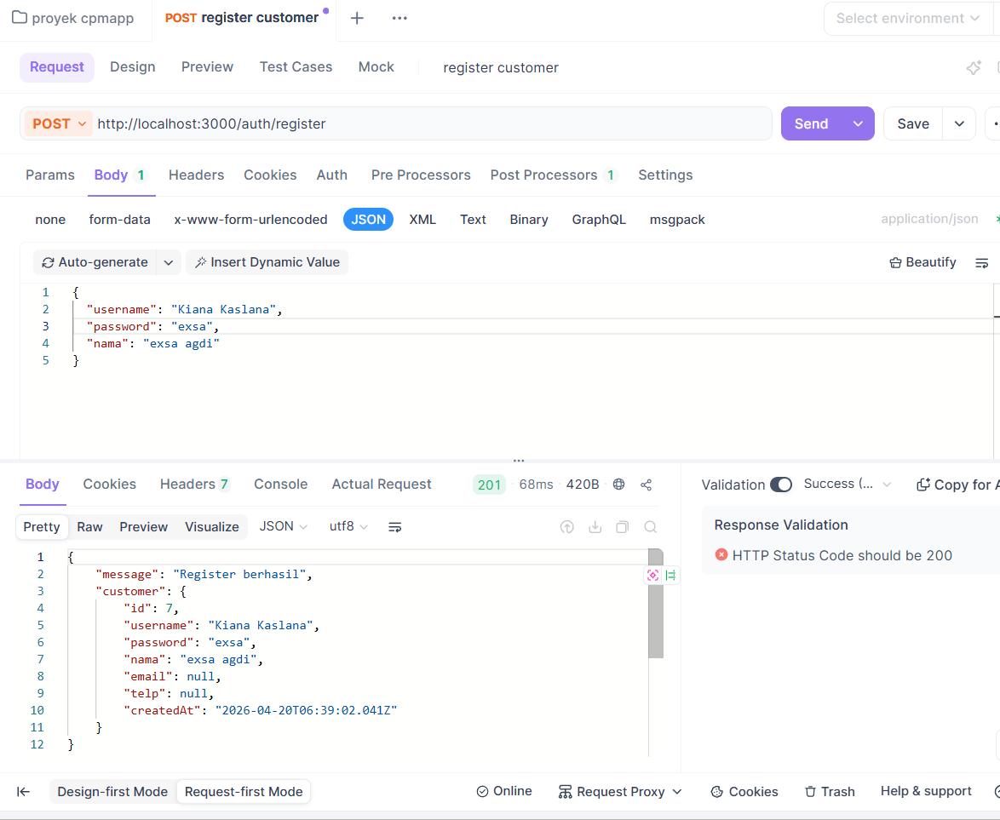 proyek cpmapp
POST register customer
Select environment
Request
Design
Preview
Test Cases
Mock
register customer
POST http://localhost:3000/auth/register
Send
Save
Params
Body 1
Headers
Cookies
Auth
Pre Processors
Post Processors 1
Settings
none
form-data
x-www-form-urlencoded
JSON
XML
Text
Binary
GraphQL
msgpack
application/json
Auto-generate
Insert Dynamic Value
Beautify
1 {
2 "username": "Kiana Kaslana",
3 "password": "exsa",
4 "nama": "exsa agdi"
5 }
Body
Cookies
Headers 7
Console
Actual Request
201 · 68ms · 420B
Validation
Success (...
Copy for A
Pretty
Raw
Preview
Visualize
JSON
utf8
Response Validation
HTTP Status Code should be 200
1 {
2 "message": "Register berhasil",
3 "customer": {
4 "id": 7,
5 "username": "Kiana Kaslana",
6 "password": "exsa",
7 "nama": "exsa agdi",
8 "email": null,
9 "telp": null,
10 "createdAt": "2026-04-20T06:39:02.041Z"
11 }
12 }
Design-first Mode
Request-first Mode
Online
Request Proxy
Cookies
Trash
Help & support